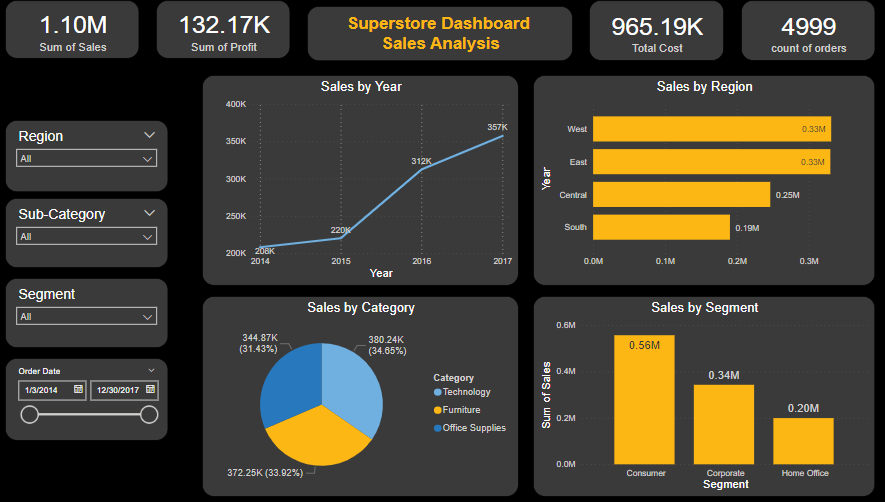 1.10M
Sum of Sales
132.17K
Sum of Profit
Superstore Dashboard
Sales Analysis
965.19K
Total Cost
4999
count of orders
Region
All
Sub-Category
All
Segment
All
Order Date
1/3/2014
12/30/2017
Sales by Year
400K
350K
300K
250K
200K
208K
220K
312K
357K
2014
2015
2016
2017
Year
Sales by Region
Year
West
East
Central
South
0.33M
0.33M
0.25M
0.19M
0.0M
0.1M
0.2M
0.3M
Sales by Category
344.87K
(31.43%)
380.24K
(34.65%)
372.25K (33.92%)
Category
Technology
Furniture
Office Supplies
Sales by Segment
Sum of Sales
0.6M
0.4M
0.2M
0.0M
0.56M
0.34M
0.20M
Consumer
Corporate
Home Office
Segment